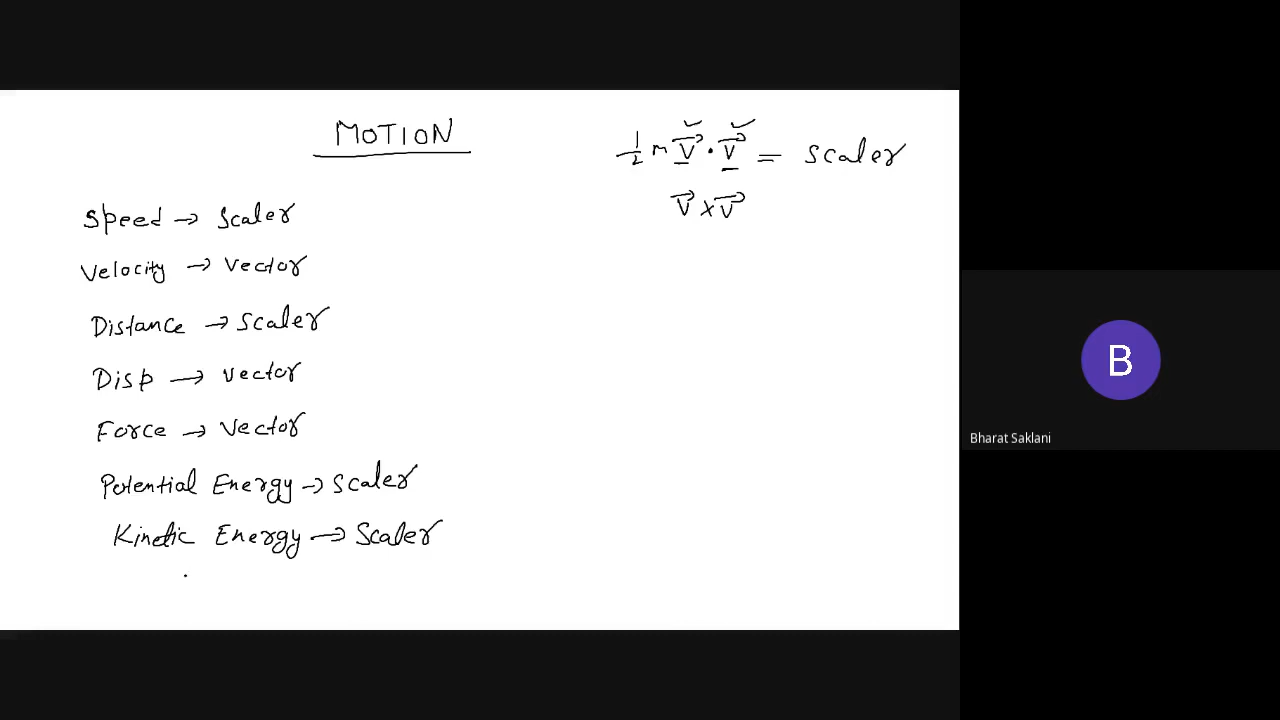 MOTION
½ m V⃗ · V⃗ = Scaler
V⃗ × V⃗
Speed → Scaler
Velocity → Vector
Distance → Scaler
Disp → Vector
Force → Vector
Potential Energy → Scaler
Kinetic Energy → Scaler
B
Bharat Saklani